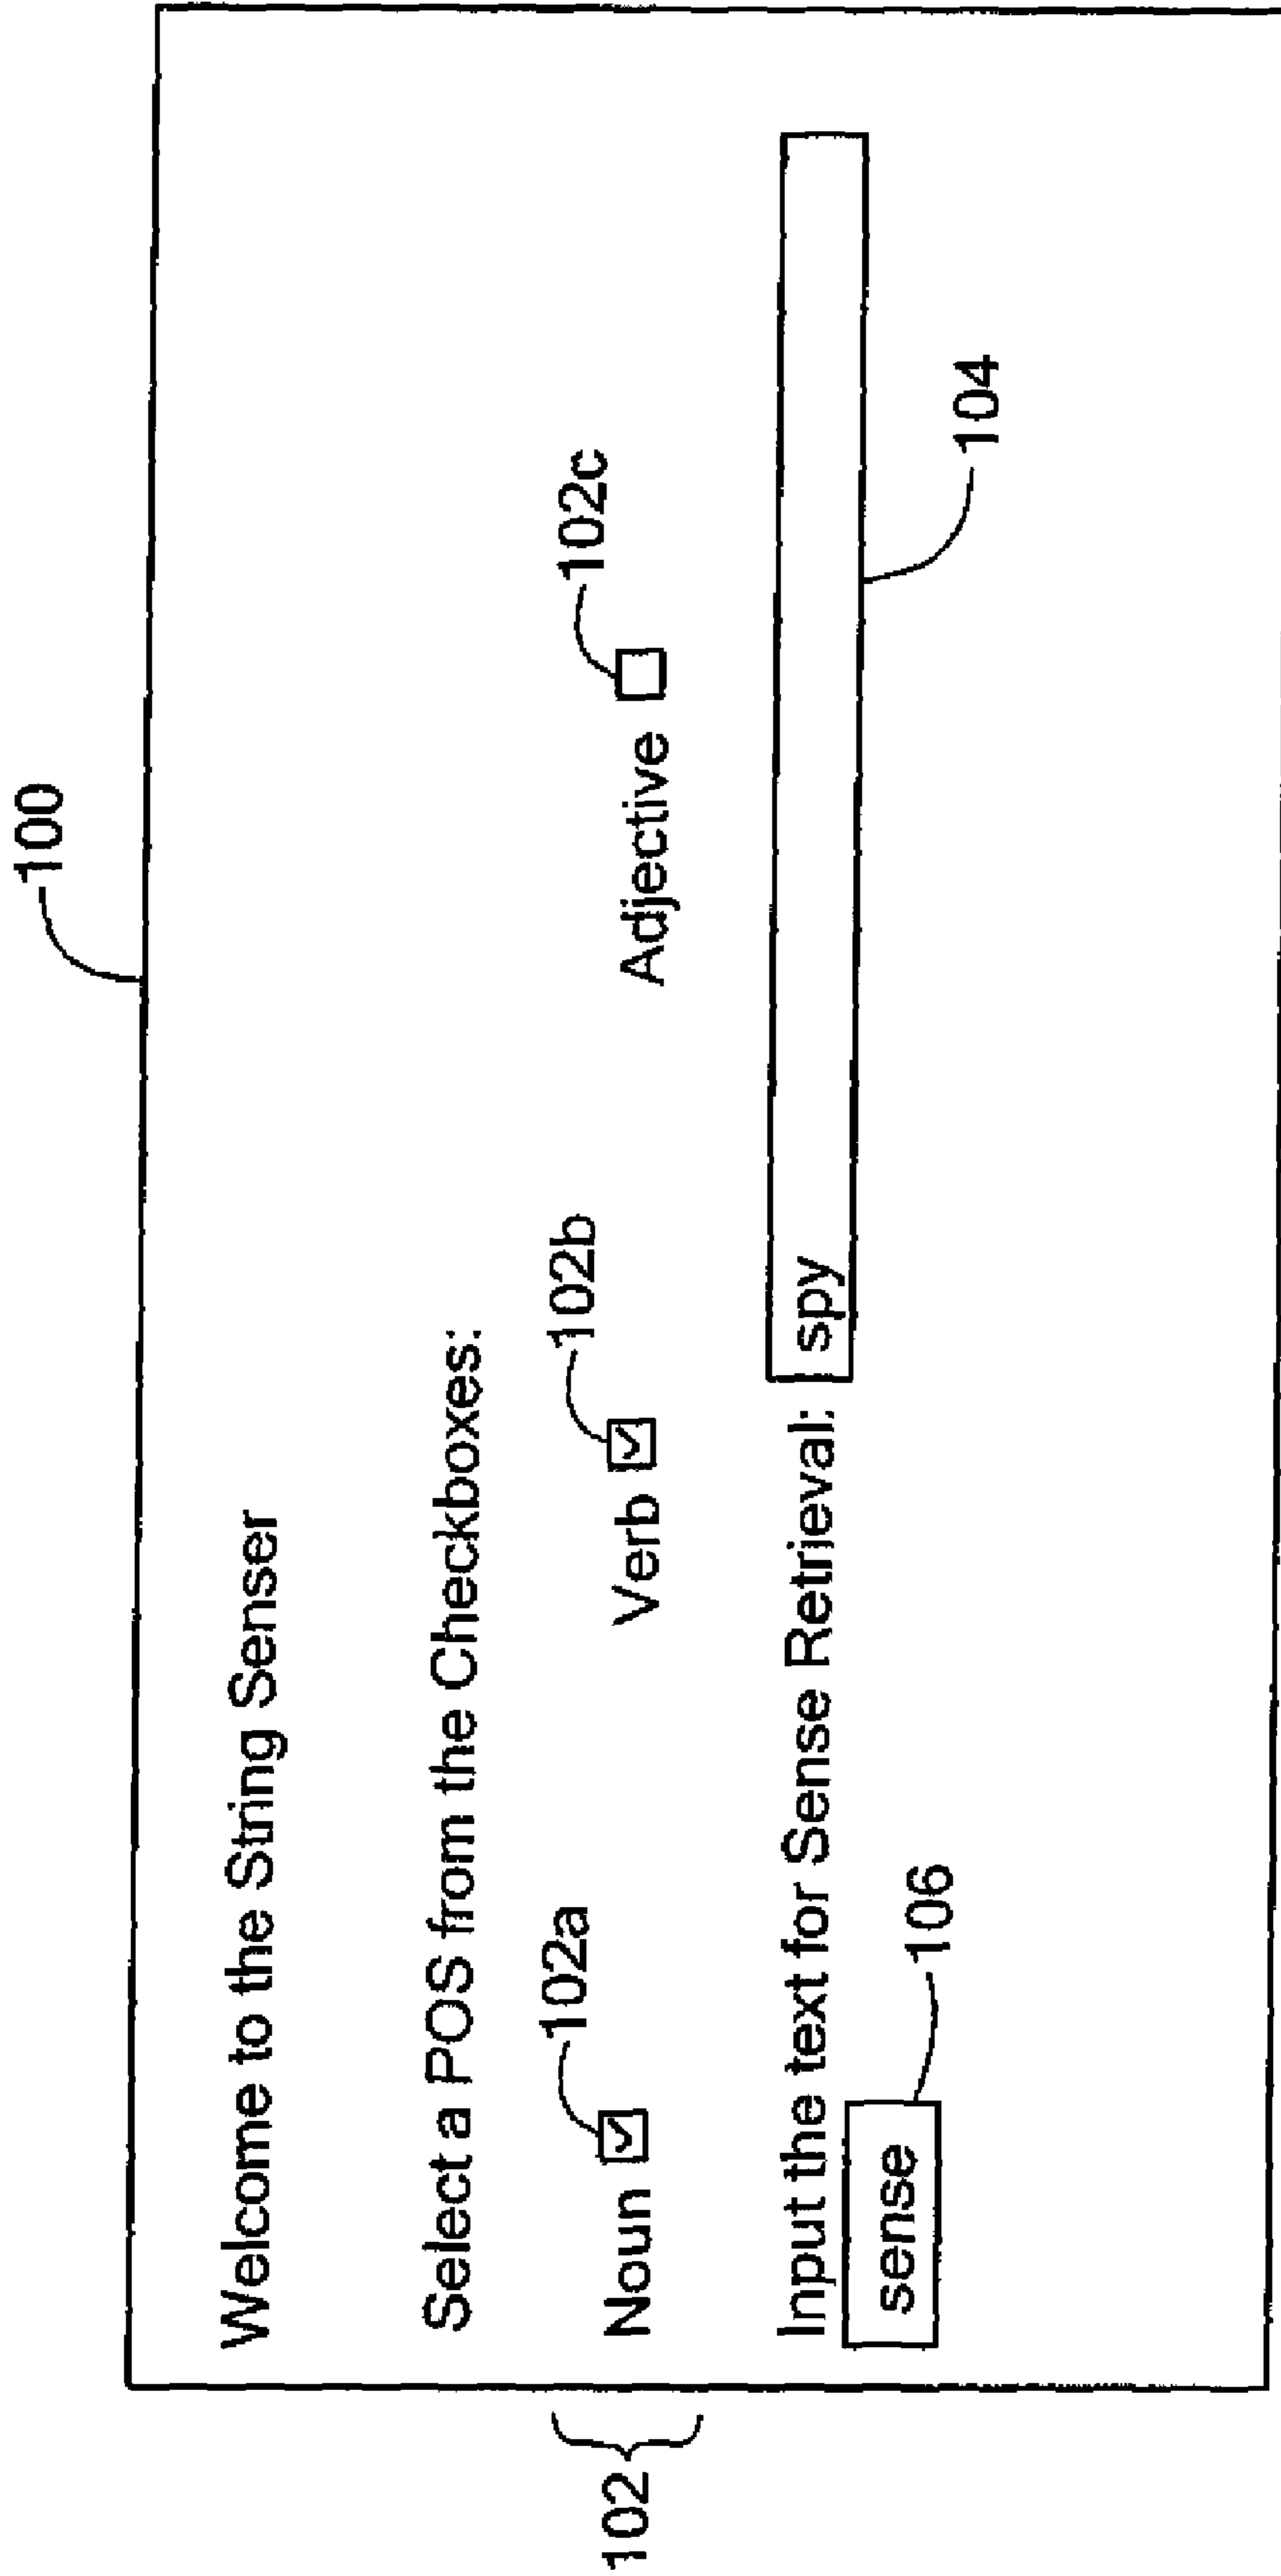 100
Welcome to the String Senser
Select a POS from the Checkboxes:
102a 102b 102c
102 Noun Verb Adjective
Input the text for Sense Retrieval: I spy
sense
106 104